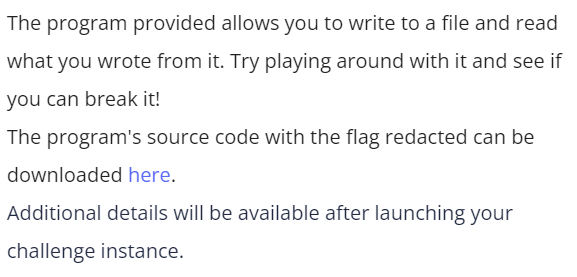 The program provided allows you to write to a file and read
what you wrote from it. Try playing around with it and see if
you can break it!
The program's source code with the flag redacted can be
downloaded here.
Additional details will be available after launching your
challenge instance.